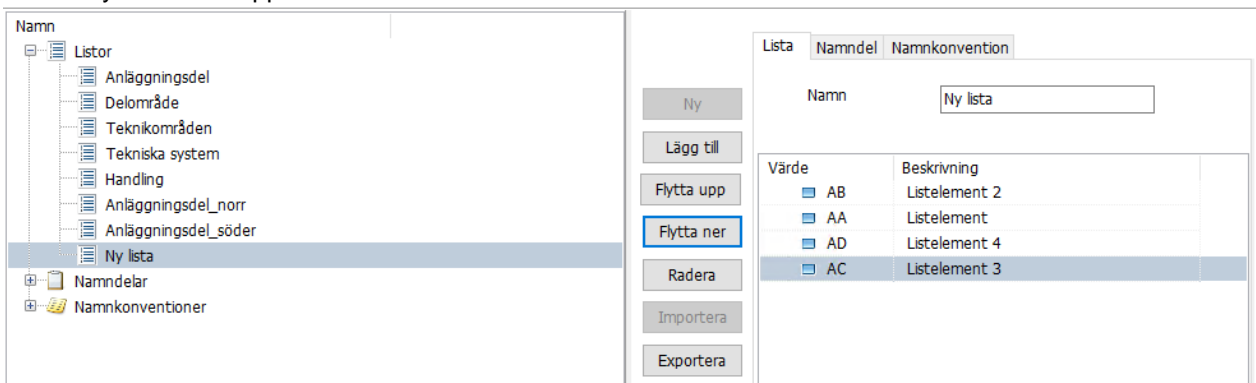 Namn
Listor
Anläggningsdel
Delområde
Teknikområden
Tekniska system
Handling
Anläggningsdel_norr
Anläggningsdel_söder
Ny lista
Namndelar
Namnkonventioner
Ny
Lägg till
Flytta upp
Flytta ner
Radera
Importera
Exportera
Lista Namndel Namnkonvention
Namn Ny lista
Värde Beskrivning
AB Listelement 2
AA Listelement
AD Listelement 4
AC Listelement 3